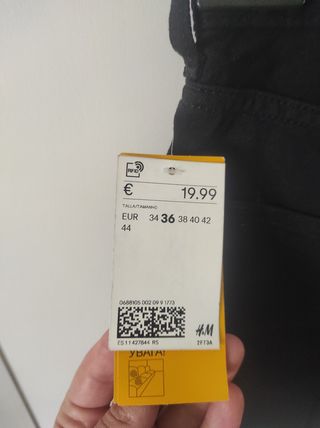 RFID
€ 19.99
TALLA/TAMANHO
EUR 34 36 38 40 42
44
0688105 002 09 9 1773
H&M
ES 11427844 RS
УВАГА!